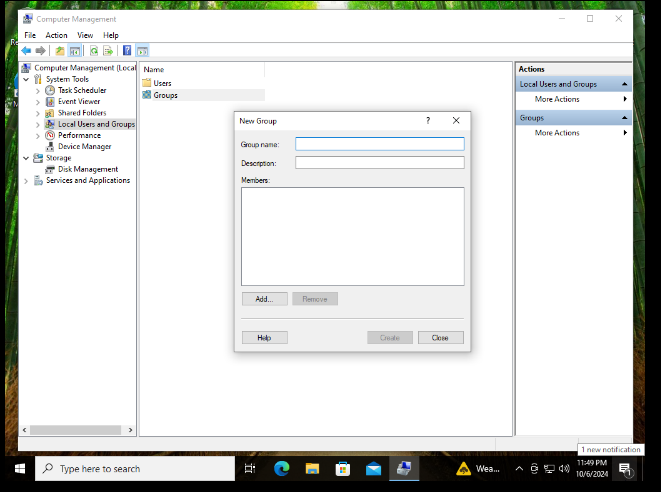 Computer Management
File Action View Help
Computer Management (Local
System Tools
Task Scheduler
Event Viewer
Shared Folders
Local Users and Groups
Performance
Device Manager
Storage
Disk Management
Services and Applications
Name
Users
Groups
Actions
Local Users and Groups
More Actions
Groups
More Actions
New Group
?
Group name:
Description:
Members:
Add...
Remove
Help
Create
Close
1 new notification
Type here to search
Wea...
11:49 PM
10/6/2024
1